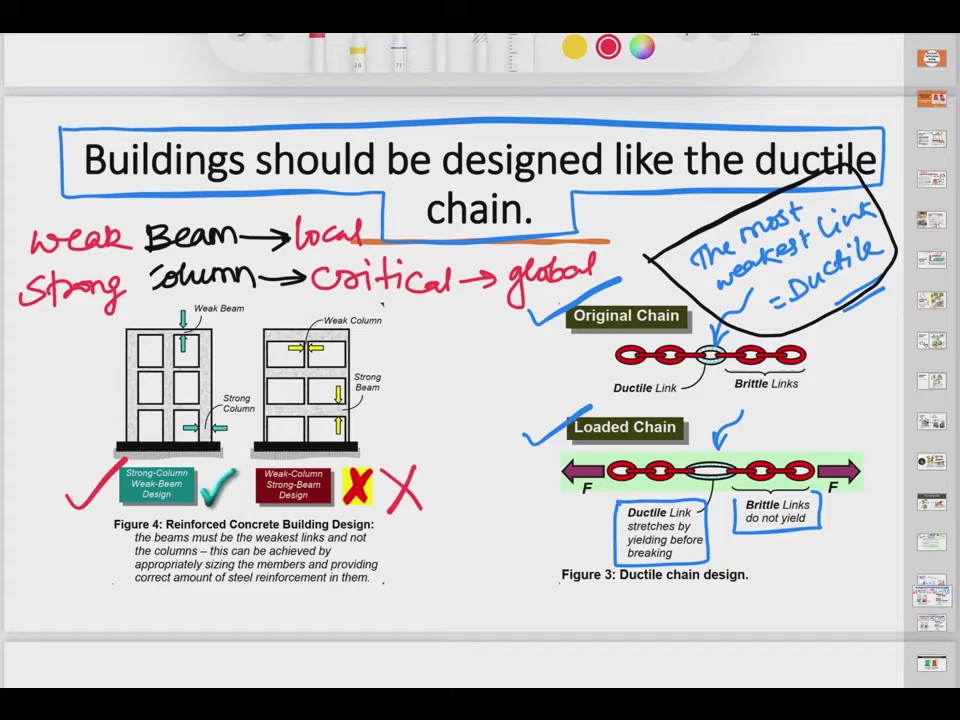 28
71
Buildings should be designed like the ductile
chain.
weak Beam → local
strong column → critical → global
The most
weakest link
= Ductile
Weak Beam
Strong
Column
Strong-Column
Weak-Beam
Design
Weak Column
Strong
Beam
Weak-Column
Strong-Beam
Design
Figure 4: Reinforced Concrete Building Design:
the beams must be the weakest links and not
the columns – this can be achieved by
appropriately sizing the members and providing
correct amount of steel reinforcement in them.
Original Chain
Ductile Link
Brittle Links
Loaded Chain
F
F
Ductile Link
stretches by
yielding before
breaking
Brittle Links
do not yield
Figure 3: Ductile chain design.